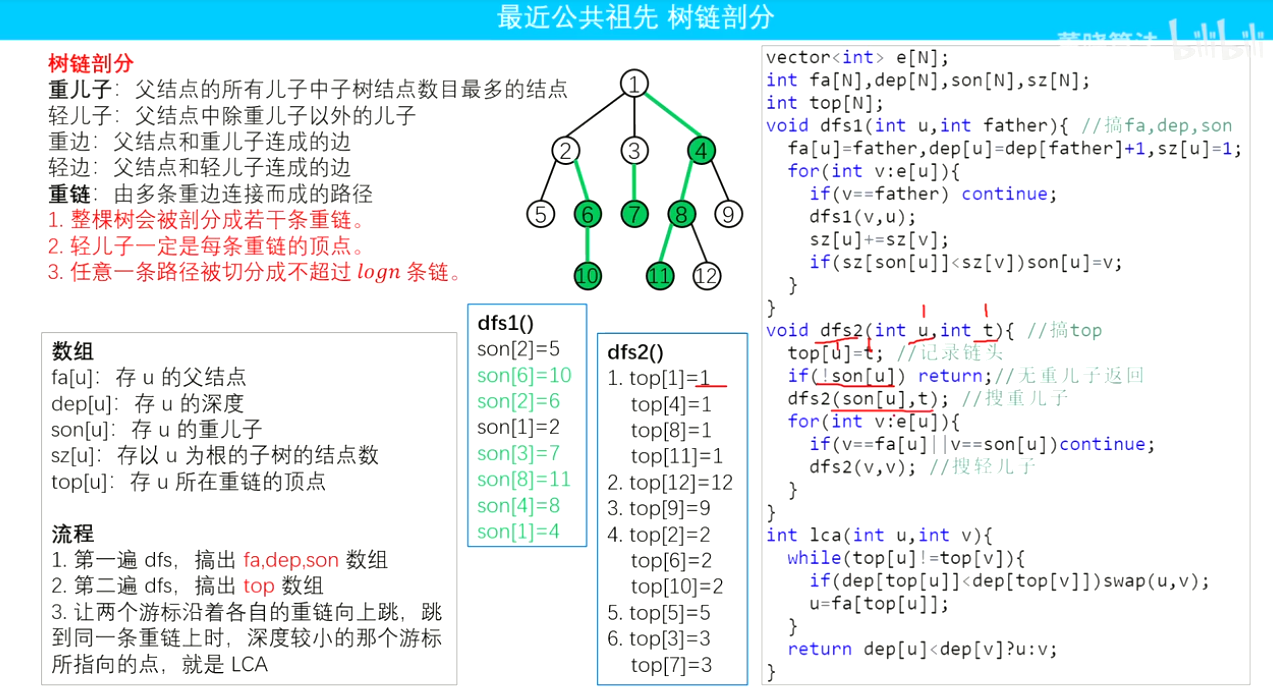 最近公共祖先 树链剖分
bilibili
树链剖分
重儿子：父结点的所有儿子中子树结点数目最多的结点
轻儿子：父结点中除重儿子以外的儿子
重边：父结点和重儿子连成的边
轻边：父结点和轻儿子连成的边
重链：由多条重边连接而成的路径
1. 整棵树会被剖分成若干条重链。
2. 轻儿子一定是每条重链的顶点。
3. 任意一条路径被切分成不超过 logn 条链。
1
2
3
4
5
6
7
8
9
10
11
12
数组
fa[u]：存 u 的父结点
dep[u]：存 u 的深度
son[u]：存 u 的重儿子
sz[u]：存以 u 为根的子树的结点数
top[u]：存 u 所在重链的顶点
流程
1. 第一遍 dfs，搞出 fa,dep,son 数组
2. 第二遍 dfs，搞出 top 数组
3. 让两个游标沿着各自的重链向上跳，跳
到同一条重链上时，深度较小的那个游标
所指向的点，就是 LCA
dfs1()
son[2]=5
son[6]=10
son[2]=6
son[1]=2
son[3]=7
son[8]=11
son[4]=8
son[1]=4
dfs2()
1. top[1]=1
top[4]=1
top[8]=1
top[11]=1
2. top[12]=12
3. top[9]=9
4. top[2]=2
top[6]=2
top[10]=2
5. top[5]=5
6. top[3]=3
top[7]=3
vector<int> e[N];
int fa[N],dep[N],son[N],sz[N];
int top[N];
void dfs1(int u,int father){ //搞fa,dep,son
fa[u]=father,dep[u]=dep[father]+1,sz[u]=1;
for(int v:e[u]){
if(v==father) continue;
dfs1(v,u);
sz[u]+=sz[v];
if(sz[son[u]]<sz[v])son[u]=v;
}
}
void dfs2(int u,int t){ //搞top
top[u]=t; //记录链头
if(!son[u]) return;//无重儿子返回
dfs2(son[u],t); //搜重儿子
for(int v:e[u]){
if(v==fa[u]||v==son[u])continue;
dfs2(v,v); //搜轻儿子
}
}
int lca(int u,int v){
while(top[u]!=top[v]){
if(dep[top[u]]<dep[top[v]])swap(u,v);
u=fa[top[u]];
}
return dep[u]<dep[v]?u:v;
}